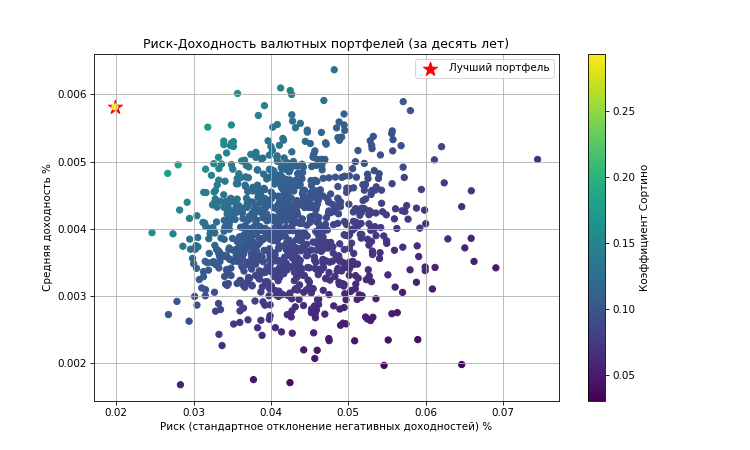 Риск-Доходность валютных портфелей (за десять лет)
Лучший портфель
0.006
0.005
0.004
0.003
0.002
Средняя доходность %
0.02 0.03 0.04 0.05 0.06 0.07
Риск (стандартное отклонение негативных доходностей) %
0.25
0.20
0.15
0.10
0.05
Коэффициент Сортино